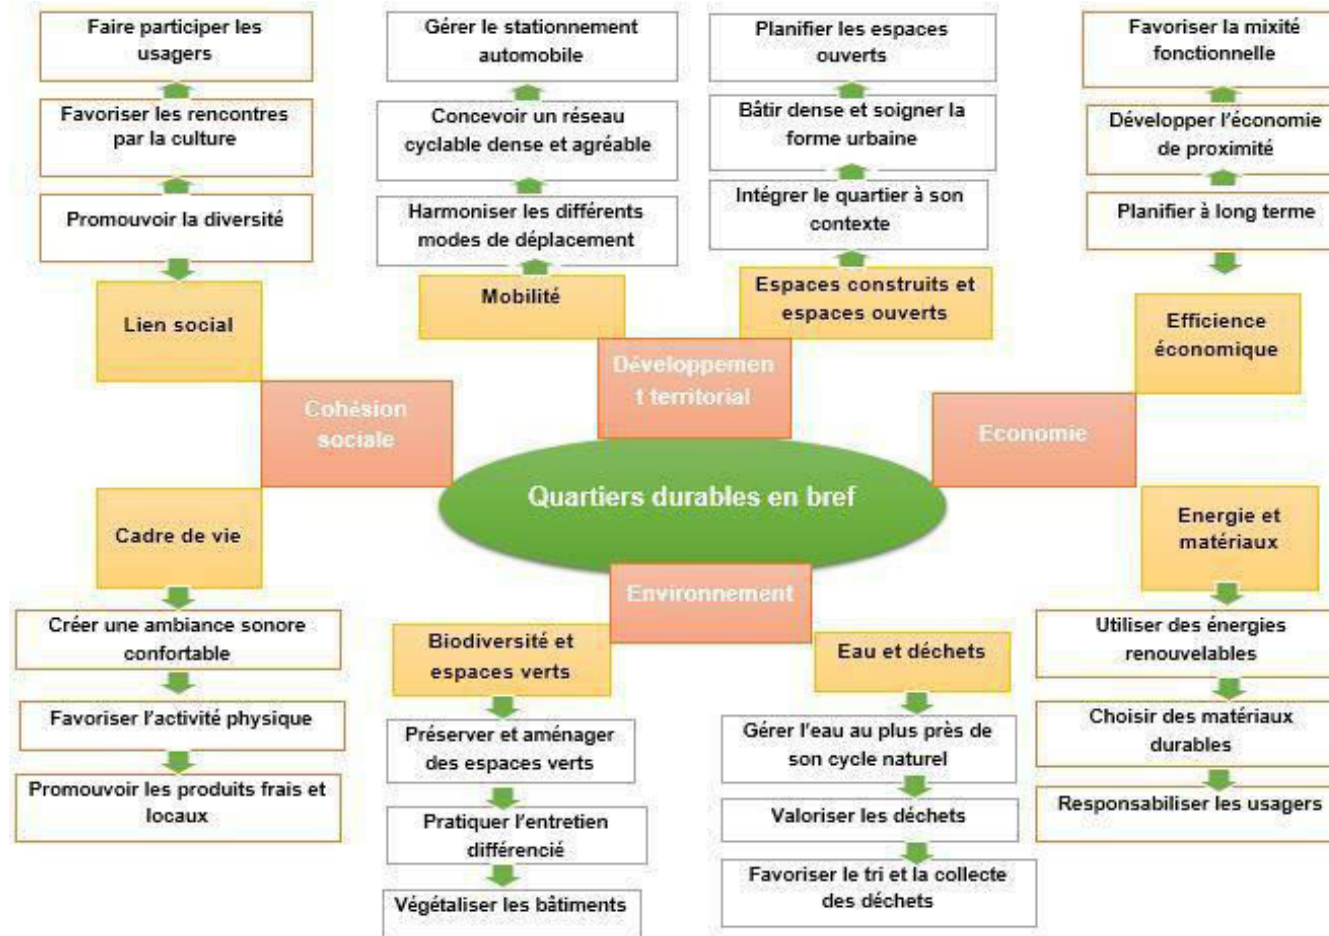 Faire participer les
usagers
Favoriser les rencontres
par la culture
Promouvoir la diversité
Lien social
Gérer le stationnement
automobile
Concevoir un réseau
cyclable dense et agréable
Harmoniser les différents
modes de déplacement
Mobilité
Planifier les espaces
ouverts
Bâtir dense et soigner la
forme urbaine
Intégrer le quartier à son
contexte
Espaces construits et
espaces ouverts
Favoriser la mixité
fonctionnelle
Développer l'économie
de proximité
Planifier à long terme
Efficience
économique
Cohésion
sociale
Développemen
t territorial
Economie
Quartiers durables en bref
Cadre de vie
Créer une ambiance sonore
confortable
Favoriser l'activité physique
Promouvoir les produits frais et
locaux
Environnement
Biodiversité et
espaces verts
Préserver et aménager
des espaces verts
Pratiquer l'entretien
différencié
Végétaliser les bâtiments
Eau et déchets
Gérer l'eau au plus près de
son cycle naturel
Valoriser les déchets
Favoriser le tri et la collecte
des déchets
Energie et
matériaux
Utiliser des énergies
renouvelables
Choisir des matériaux
durables
Responsabiliser les usagers